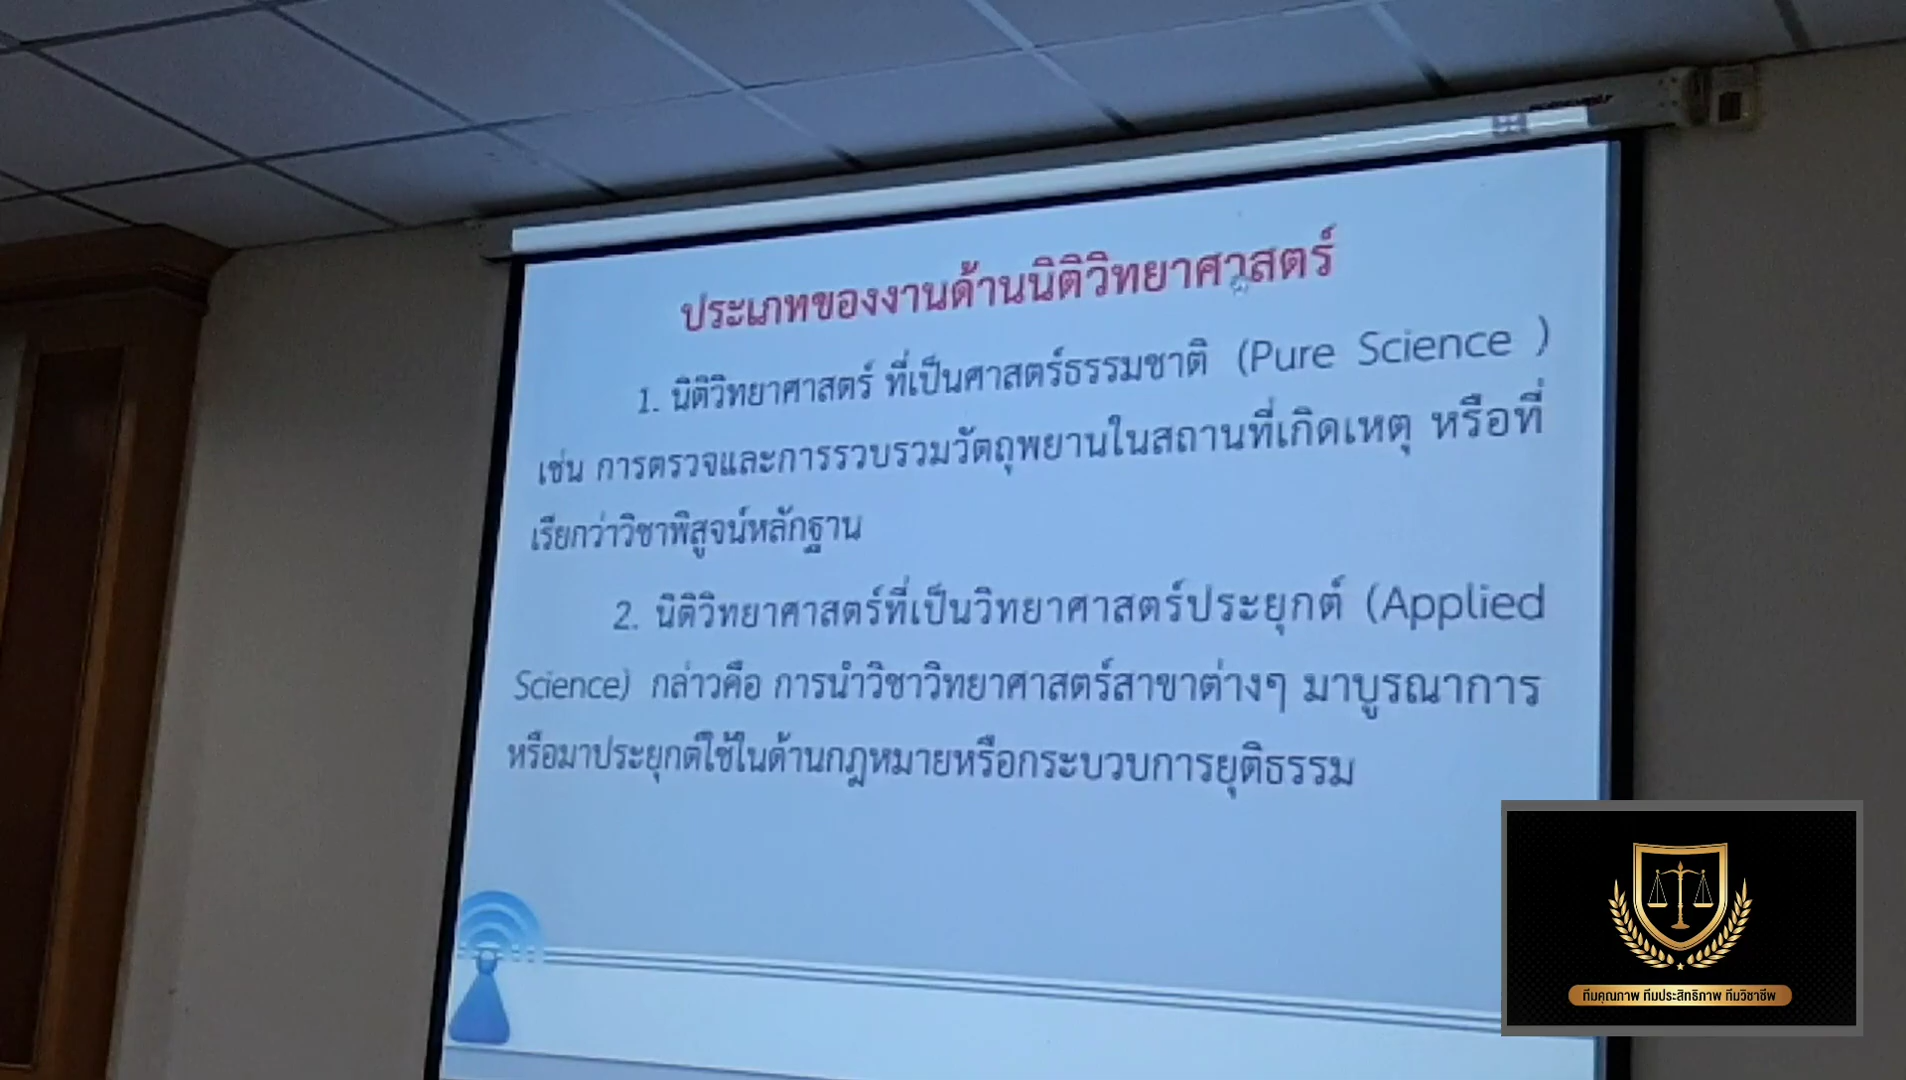 ประเภทของงานด้านนิติวิทยาศาสตร์
1. นิติวิทยาศาสตร์ ที่เป็นศาสตร์ธรรมชาติ (Pure Science )
เช่น การตรวจและการรวบรวมวัตถุพยานในสถานที่เกิดเหตุ หรือที่
เรียกว่าวิชาพิสูจน์หลักฐาน
2. นิติวิทยาศาสตร์ที่เป็นวิทยาศาสตร์ประยุกต์ (Applied
Science) กล่าวคือ การนำวิชาวิทยาศาสตร์สาขาต่างๆ มาบูรณาการ
หรือมาประยุกต์ใช้ในด้านกฎหมายหรือกระบวบการยุติธรรม
ทีมคุณภาพ ทีมประสิทธิภาพ ทีมวิชาชีพ